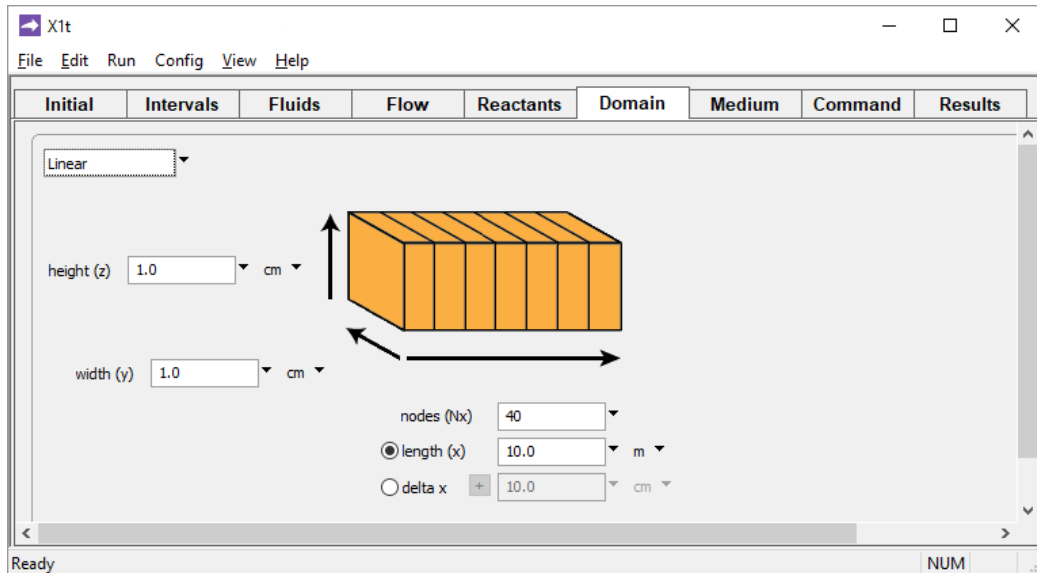 X1t
File Edit Run Config View Help
Initial Intervals Fluids Flow Reactants Domain Medium Command Results
Linear
height (z) 1.0 cm
width (y) 1.0 cm
nodes (Nx) 40
length (x) 10.0 m
delta x + 10.0 cm
Ready NUM